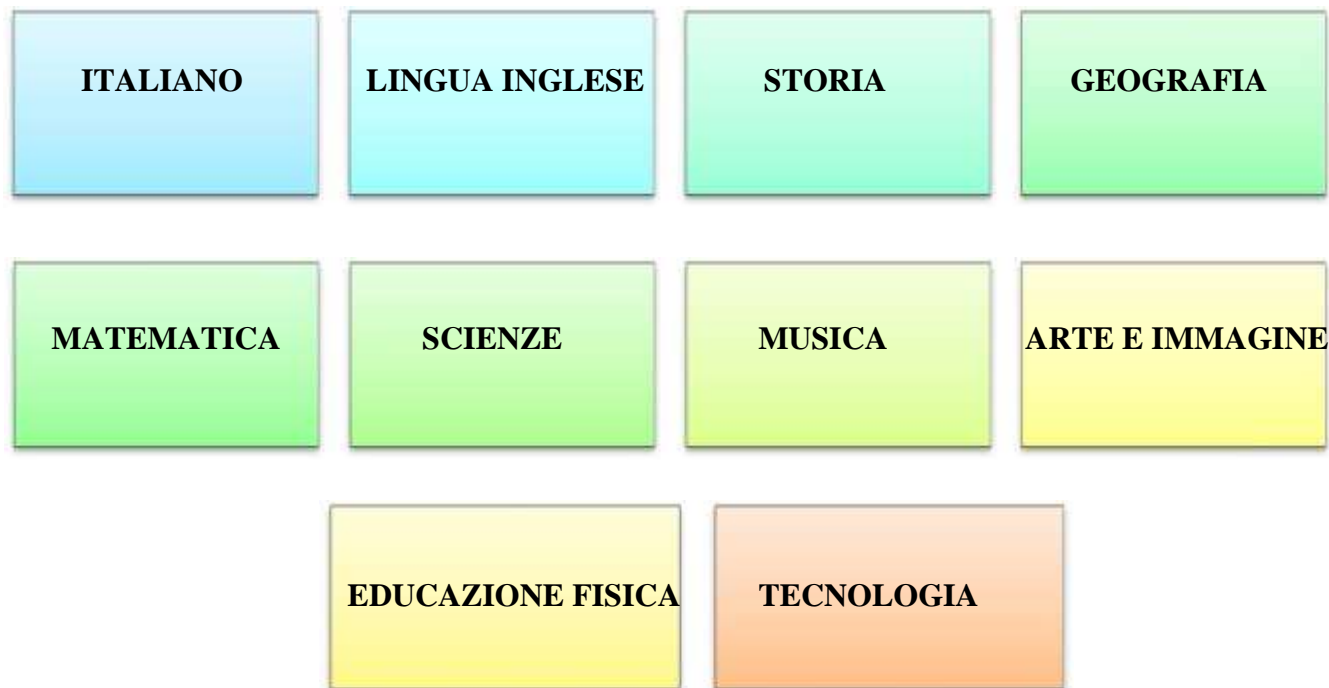 ITALIANO
LINGUA INGLESE
STORIA
GEOGRAFIA
MATEMATICA
SCIENZE
MUSICA
ARTE E IMMAGINE
EDUCAZIONE FISICA
TECNOLOGIA